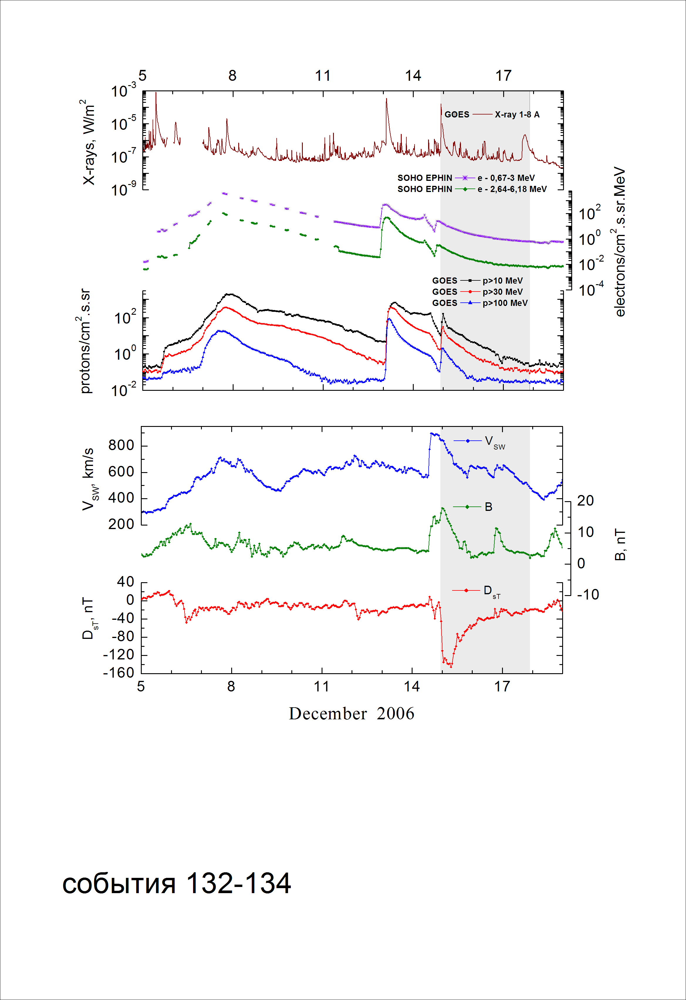 5 8 11 14 17
10-3
10-5
10-7
10-9
X-rays, W/m2
GOES X-ray 1-8 A
SOHO EPHIN e - 0,67-3 MeV
SOHO EPHIN e - 2,64-6,18 MeV
102
100
10-2
10-4
electrons/cm2.s.sr.MeV
GOES p>10 MeV
GOES p>30 MeV
GOES p>100 MeV
102
100
10-2
protons/cm2.s.sr
800
600
400
200
VSW, km/s
VSW
B
20
10
0
-10
B, nT
40
0
-40
-80
-120
-160
DsT, nT
DsT
5 8 11 14 17
December 2006
события 132-134